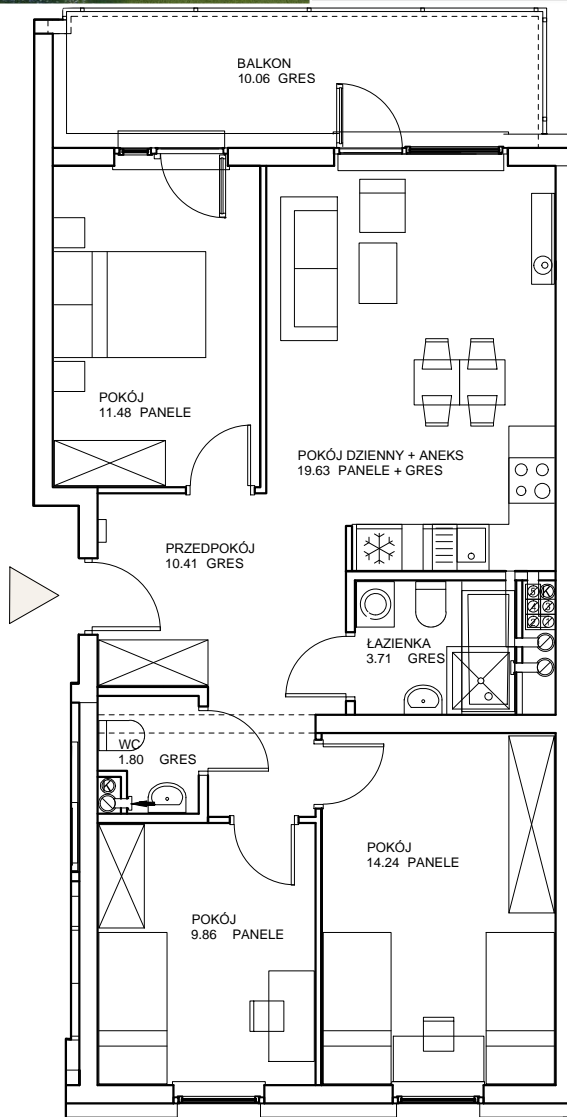 BALKON
10.06 GRES
POKÓJ
11.48 PANELE
POKÓJ DZIENNY + ANEKS
19.63 PANELE + GRES
PRZEDPOKÓJ
10.41 GRES
ŁAZIENKA
3.71 GRES
WC
1.80 GRES
POKÓJ
14.24 PANELE
POKÓJ
9.86 PANELE